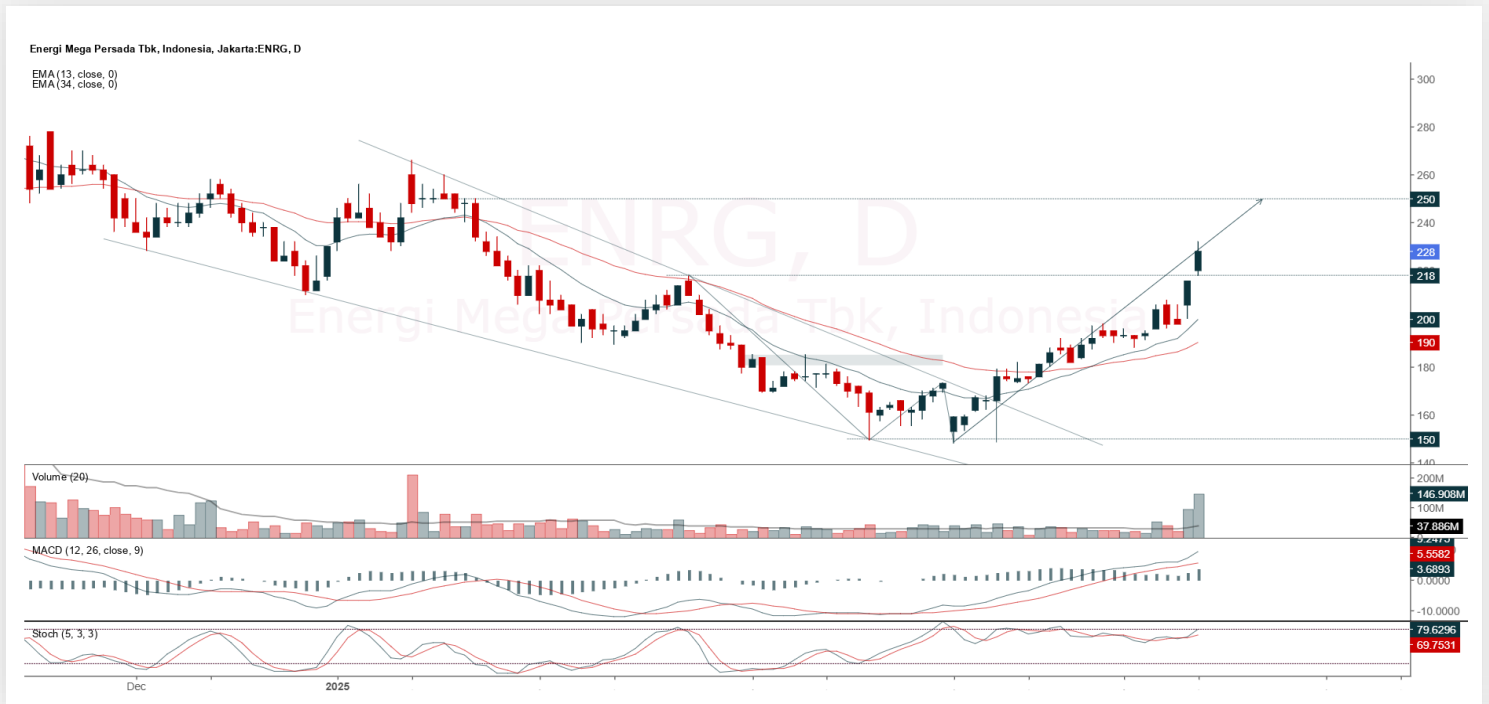 Energi Mega Persada Tbk, Indonesia, Jakarta:ENRG, D
EMA (13, close, 0)
EMA (34, close, 0)
ENRG, D
Energi Mega Persada Tbk, Indonesia
300
280
260
250
240
228
218
200
190
180
160
150
140
Volume (20)
200M
146.908M
100M
37.886M
MACD (12, 26, close, 9)
5.5582
3.6893
0.0000
-10.0000
Stoch (5, 3, 3)
79.6296
69.7531
Dec
2025